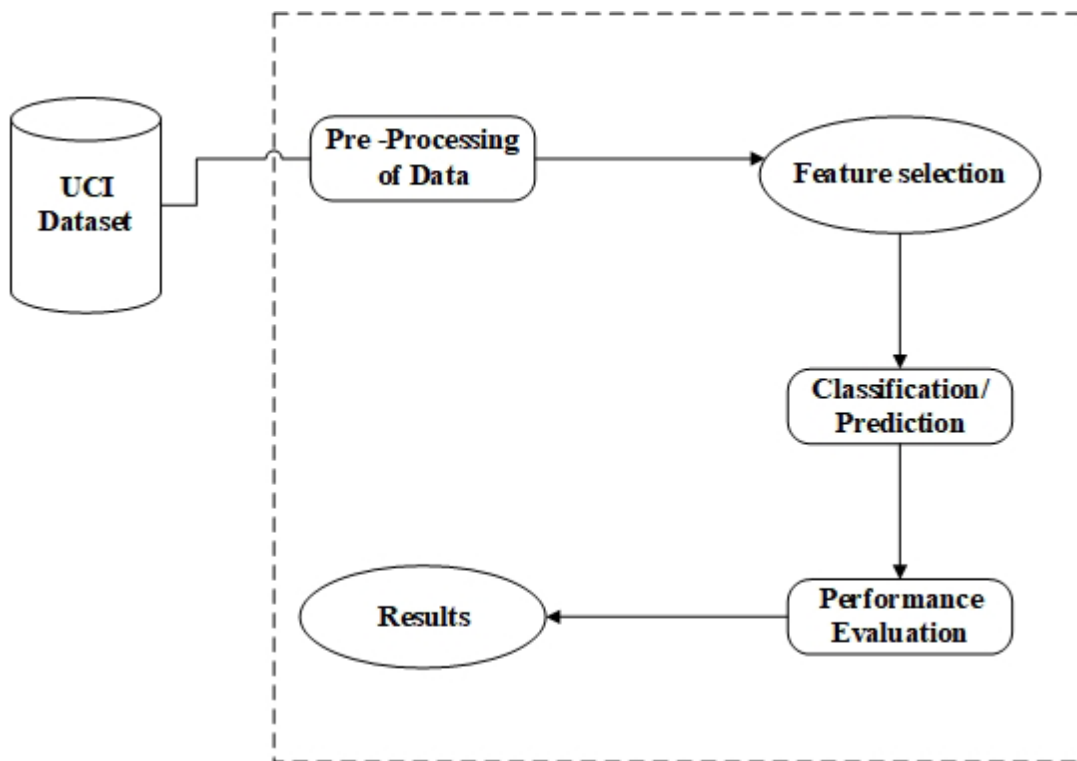 UCI
Dataset
Pre -Processing
of Data
Feature selection
Classification/
Prediction
Performance
Evaluation
Results